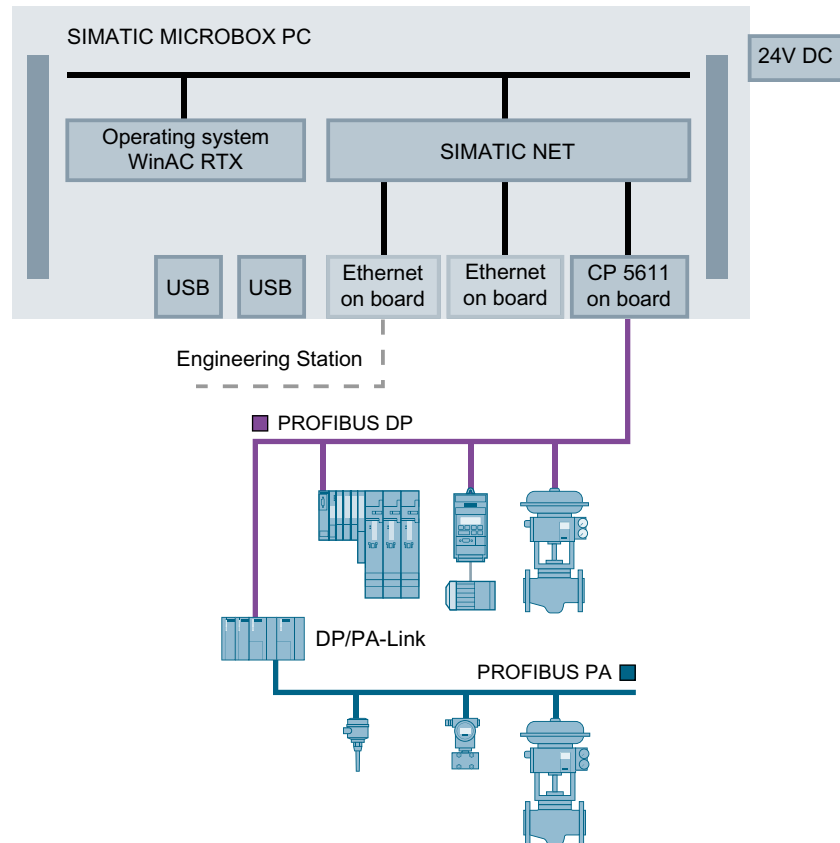 SIMATIC MICROBOX PC
24V DC
Operating system
WinAC RTX
SIMATIC NET
USB
USB
Ethernet
on board
Ethernet
on board
CP 5611
on board
Engineering Station
PROFIBUS DP
DP/PA-Link
PROFIBUS PA